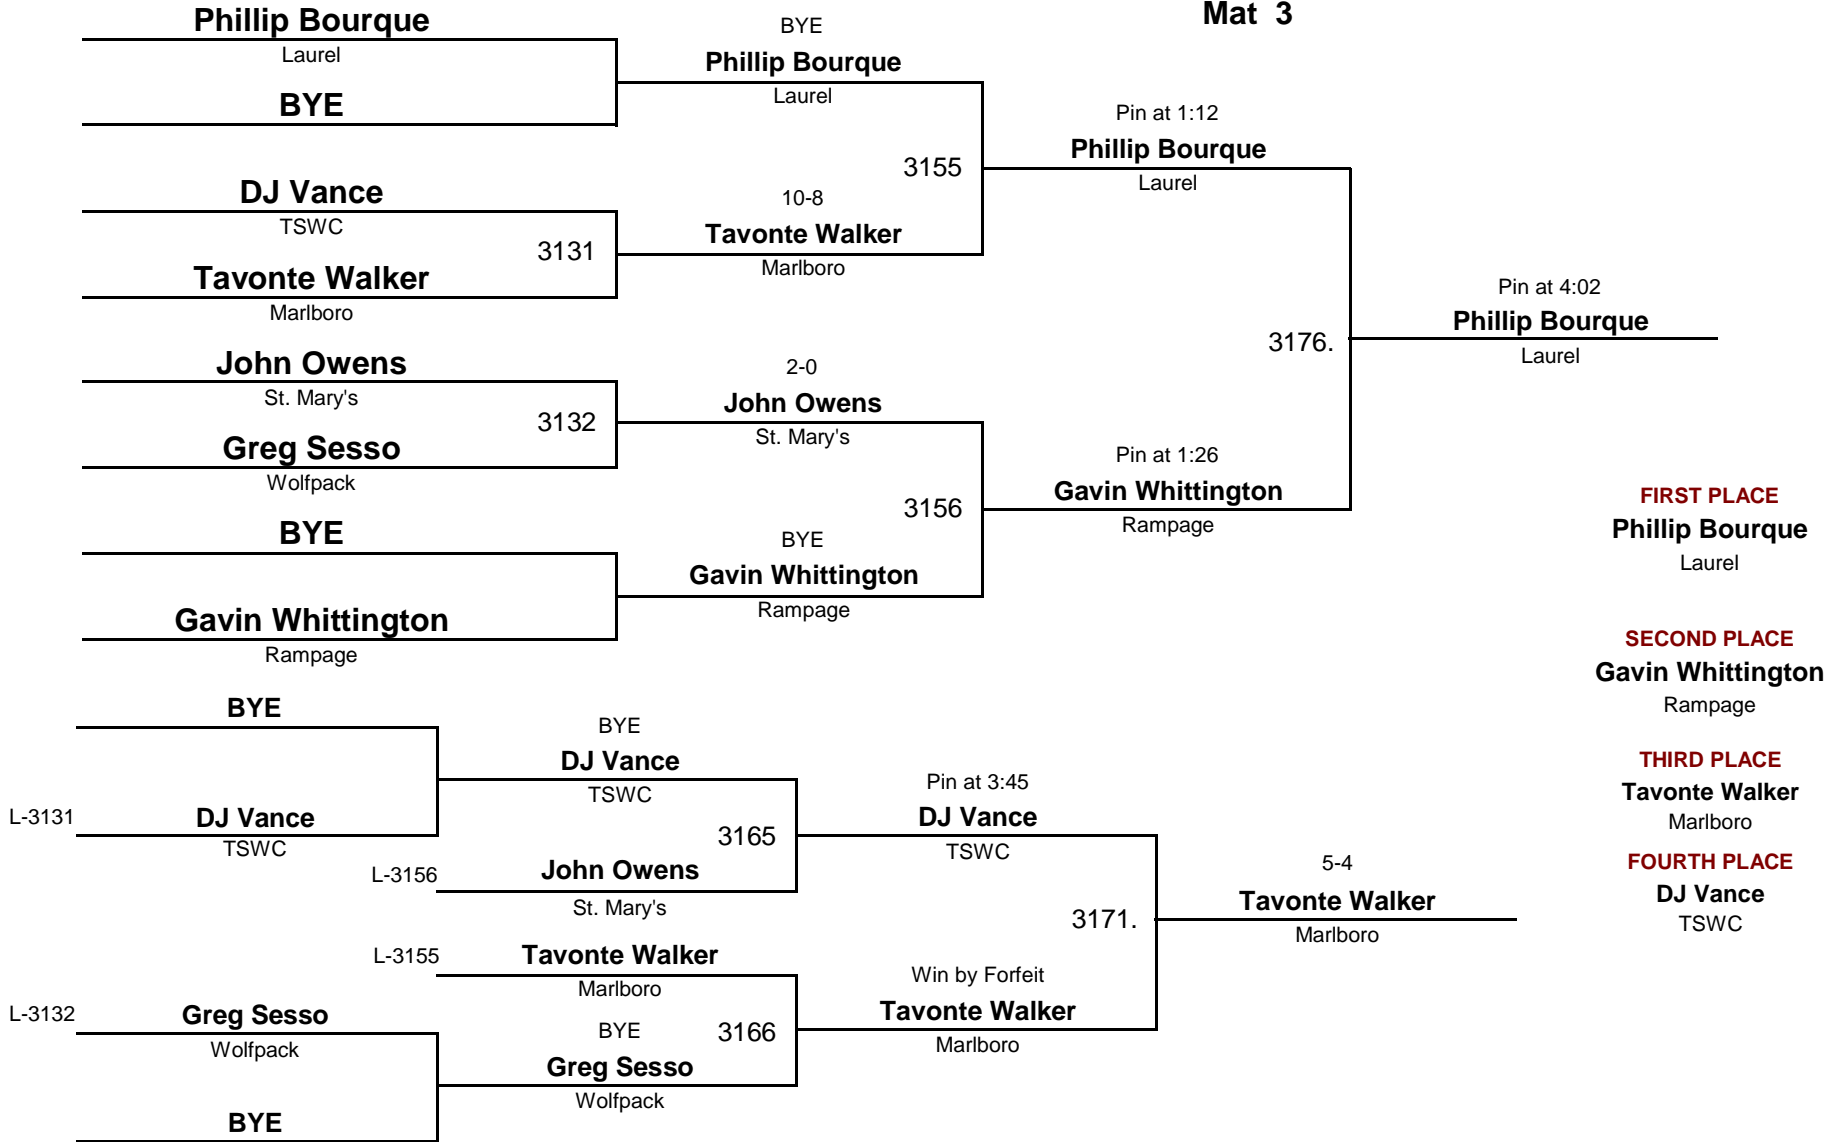 Mat 3
Phillip Bourque
Laurel
BYE
DJ Vance
TSWC
3131
Tavonte Walker
Marlboro
John Owens
St. Mary's
3132
Greg Sesso
Wolfpack
BYE
Gavin Whittington
Rampage
BYE
Phillip Bourque
Laurel
3155
10-8
Tavonte Walker
Marlboro
2-0
John Owens
St. Mary's
3156
BYE
Gavin Whittington
Rampage
Pin at 1:12
Phillip Bourque
Laurel
3176.
Pin at 1:26
Gavin Whittington
Rampage
Pin at 4:02
Phillip Bourque
Laurel
FIRST PLACE
Phillip Bourque
Laurel
SECOND PLACE
Gavin Whittington
Rampage
THIRD PLACE
Tavonte Walker
Marlboro
FOURTH PLACE
DJ Vance
TSWC
BYE
L-3131
DJ Vance
TSWC
L-3132
Greg Sesso
Wolfpack
BYE
BYE
DJ Vance
TSWC
3165
L-3156
John Owens
St. Mary's
L-3155
Tavonte Walker
Marlboro
BYE
3166
Greg Sesso
Wolfpack
Pin at 3:45
DJ Vance
TSWC
3171.
Win by Forfeit
Tavonte Walker
Marlboro
5-4
Tavonte Walker
Marlboro